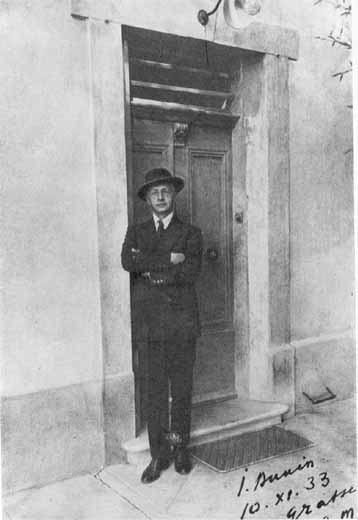 I. Bunin
10. XI. 33
Grasse